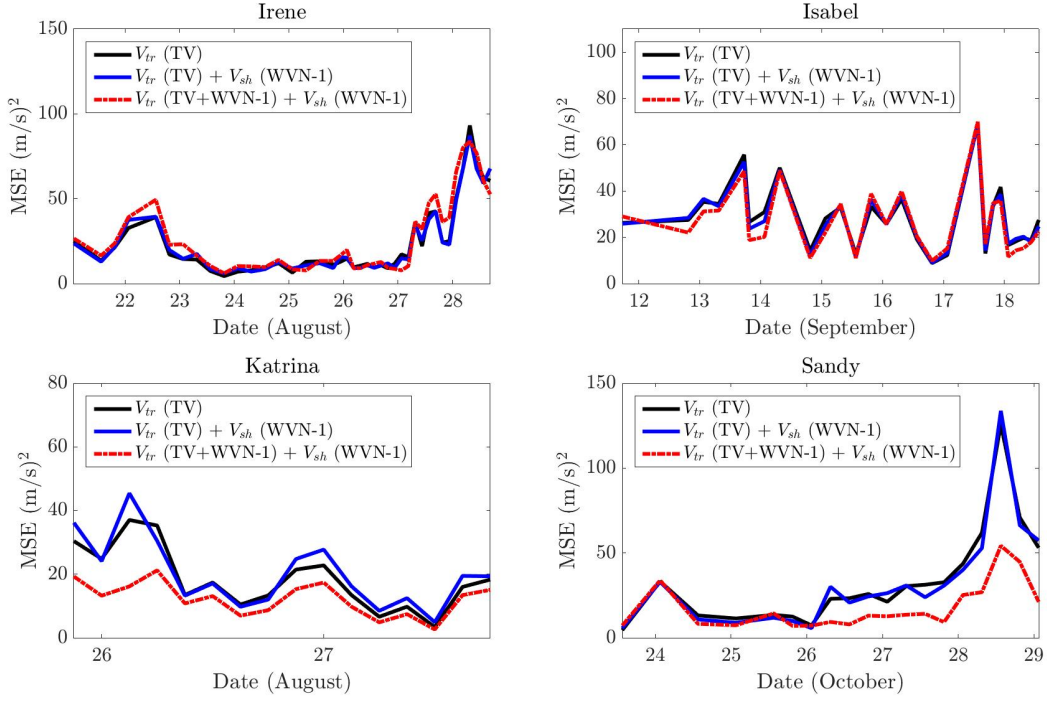 Irene
MSE (m/s)²
150
100
50
0
V_tr (TV)
V_tr (TV) + V_sh (WVN-1)
V_tr (TV+WVN-1) + V_sh (WVN-1)
22 23 24 25 26 27 28
Date (August)
Isabel
MSE (m/s)²
100
80
60
40
20
0
V_tr (TV)
V_tr (TV) + V_sh (WVN-1)
V_tr (TV+WVN-1) + V_sh (WVN-1)
12 13 14 15 16 17 18
Date (September)
Katrina
MSE (m/s)²
80
60
40
20
0
V_tr (TV)
V_tr (TV) + V_sh (WVN-1)
V_tr (TV+WVN-1) + V_sh (WVN-1)
26 27
Date (August)
Sandy
MSE (m/s)²
150
100
50
0
V_tr (TV)
V_tr (TV) + V_sh (WVN-1)
V_tr (TV+WVN-1) + V_sh (WVN-1)
24 25 26 27 28 29
Date (October)